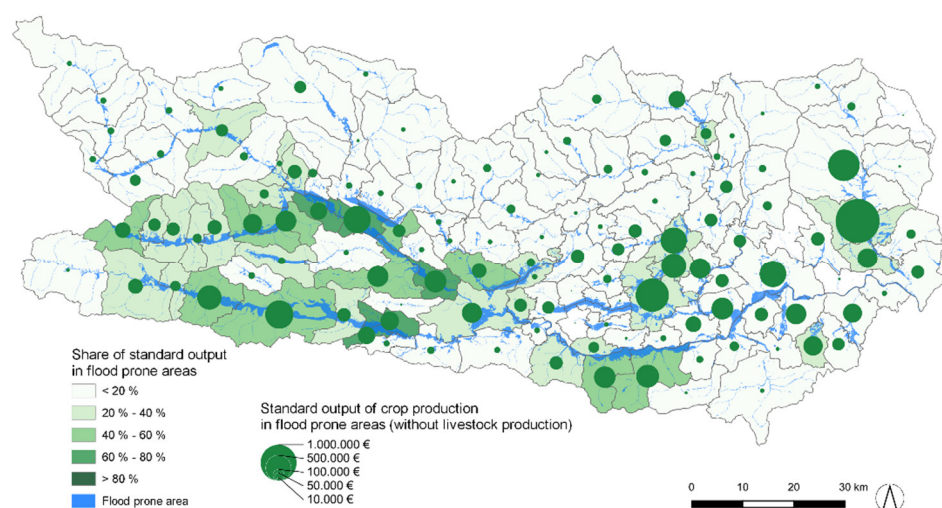 Share of standard output
in flood prone areas
< 20 %
20 % - 40 %
40 % - 60 %
60 % - 80 %
> 80 %
Flood prone area
Standard output of crop production
in flood prone areas (without livestock production)
1.000.000 €
500.000 €
100.000 €
50.000 €
10.000 €
0 10 20 30 km